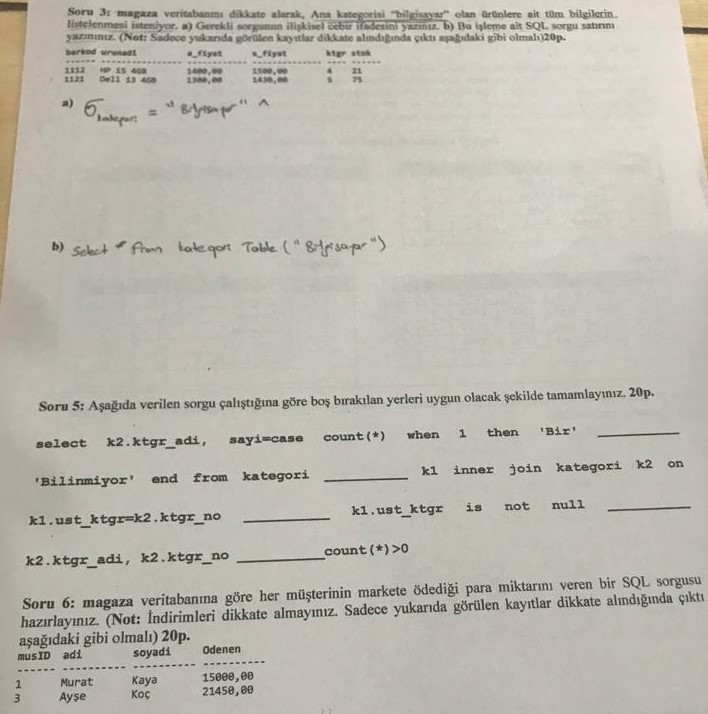 Soru 3: magaza veritabanını dikkate alarak, Ana kategorisi "bilgisayar" olan ürünlere ait tüm bilgilerin
listelenmesi isteniyor. a) Gerekli sorgunun ilişkisel cebir ifadesini yazınız. b) Bu işleme ait SQL sorgu satırını
yazınınız. (Not: Sadece yukarıda görülen kayıtlar dikkate alındığında çıktı aşağıdaki gibi olmalı)20p.
barkod urunadi a_fiyat s_fiyat ktgr stok
1112 HP 15 4GB 1400,00 1500,00 4 21
1121 Dell 13 4GB 1300,00 1430,00 5 75
a) σ kategori = "Bilgisayar" ^
b) Select * from kategori Table ("Bilgisayar")
Soru 5: Aşağıda verilen sorgu çalıştığına göre boş bırakılan yerleri uygun olacak şekilde tamamlayınız. 20p.
select k2.ktgr_adi, sayi=case count(*) when 1 then 'Bir' ________
'Bilinmiyor' end from kategori ________ k1 inner join kategori k2 on
k1.ust_ktgr=k2.ktgr_no ________ k1.ust_ktgr is not null ________
k2.ktgr_adi, k2.ktgr_no ________ count(*)>0
Soru 6: magaza veritabanına göre her müşterinin markete ödediği para miktarını veren bir SQL sorgusu
hazırlayınız. (Not: İndirimleri dikkate almayınız. Sadece yukarıda görülen kayıtlar dikkate alındığında çıktı
aşağıdaki gibi olmalı) 20p.
musID adi soyadi Odenen
1 Murat Kaya 15000,00
3 Ayşe Koç 21450,00